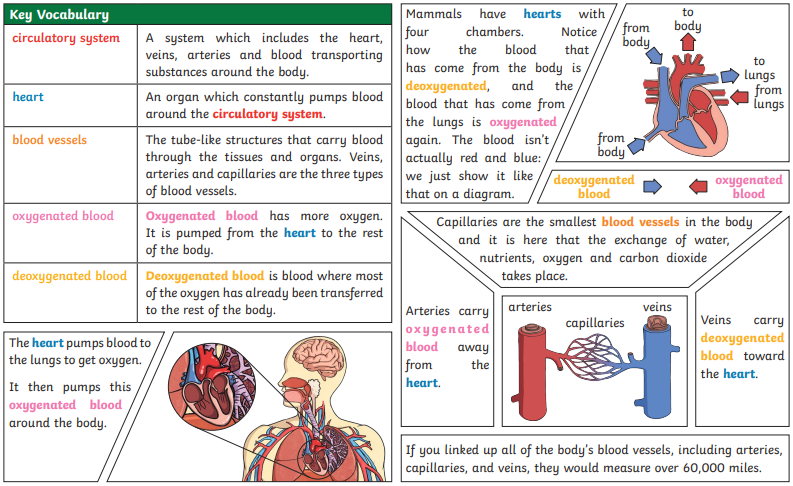 Key Vocabulary
circulatory system
A system which includes the heart,
veins, arteries and blood transporting
substances around the body.
heart
An organ which constantly pumps blood
around the circulatory system.
blood vessels
The tube-like structures that carry blood
through the tissues and organs. Veins,
arteries and capillaries are the three types
of blood vessels.
oxygenated blood
Oxygenated blood has more oxygen.
It is pumped from the heart to the rest
of the body.
deoxygenated blood
Deoxygenated blood is blood where most
of the oxygen has already been transferred
to the rest of the body.
The heart pumps blood to
the lungs to get oxygen.
It then pumps this
oxygenated blood
around the body.
Mammals have hearts with
four chambers. Notice
how the blood that
has come from the body is
deoxygenated, and the
blood that has come from
the lungs is oxygenated
again. The blood isn't
actually red and blue:
we just show it like
that on a diagram.
to
body
from
body
to
lungs
from
lungs
from
body
deoxygenated
blood
oxygenated
blood
Capillaries are the smallest blood vessels in the body
and it is here that the exchange of water,
nutrients, oxygen and carbon dioxide
takes place.
Arteries carry
oxygenated
blood away
from the
heart.
arteries
capillaries
veins
Veins carry
deoxygenated
blood toward
the heart.
If you linked up all of the body's blood vessels, including arteries,
capillaries, and veins, they would measure over 60,000 miles.